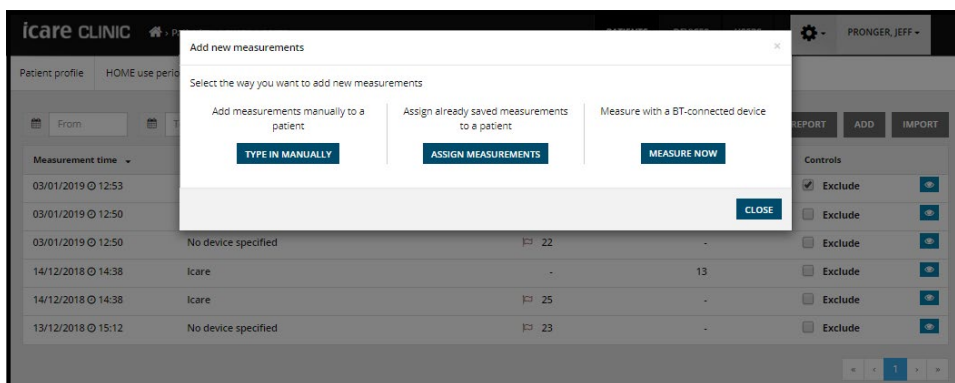 icare CLINIC
PRONGER, JEFF
Add new measurements
×
Patient profile
HOME use perio
Select the way you want to add new measurements
Add measurements manually to a
patient
TYPE IN MANUALLY
Assign already saved measurements
to a patient
ASSIGN MEASUREMENTS
Measure with a BT-connected device
MEASURE NOW
From
REPORT ADD IMPORT
CLOSE
Measurement time
Controls
03/01/2019 12:53
Exclude
03/01/2019 12:50
Exclude
03/01/2019 12:50 No device specified 22 - Exclude
14/12/2018 14:38 Icare - 13 Exclude
14/12/2018 14:38 Icare 25 - Exclude
13/12/2018 15:12 No device specified 23 - Exclude
« ‹ 1 › »